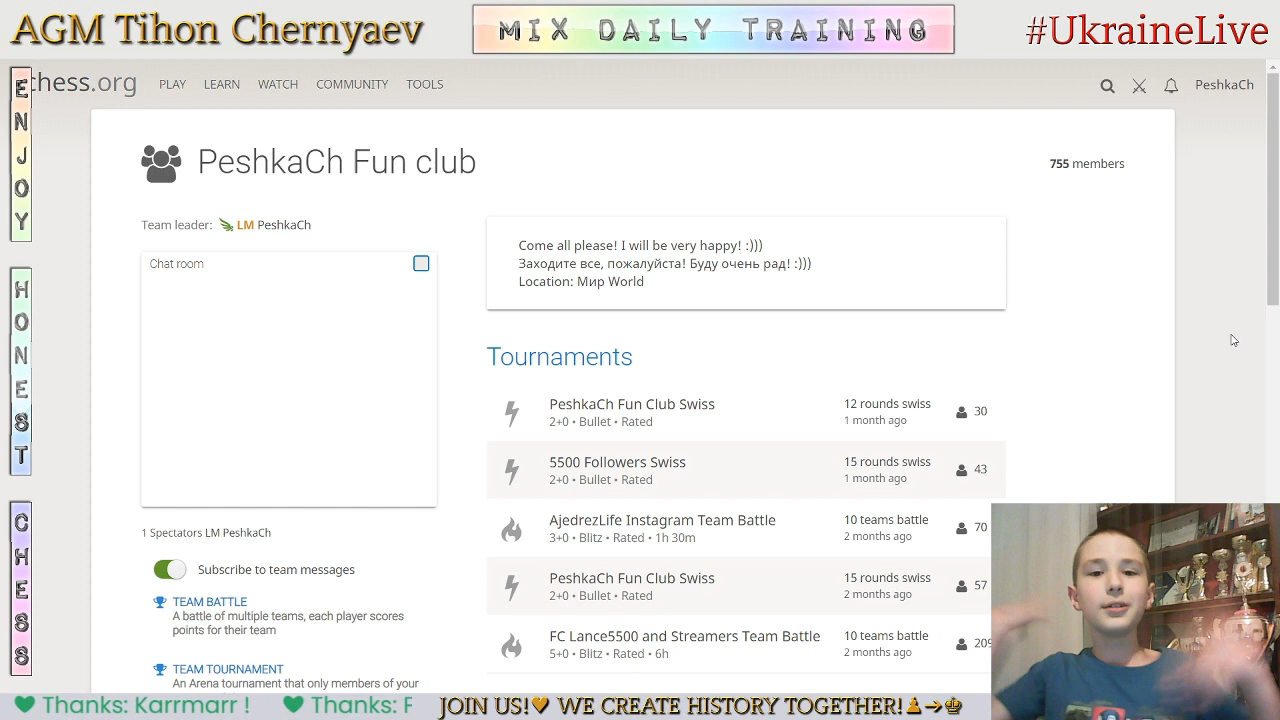 AGM Tihon Chernyaev
MIX DAILY TRAINING
#UkraineLive
ENJOY
HONEST
CHESS
chess.org
PLAY
LEARN
WATCH
COMMUNITY
TOOLS
PeshkaCh
PeshkaCh Fun club
755 members
Team leader: LM PeshkaCh
Chat room
1 Spectators LM PeshkaCh
Subscribe to team messages
TEAM BATTLE
A battle of multiple teams, each player scores
points for their team
TEAM TOURNAMENT
An Arena tournament that only members of your
Come all please! I will be very happy! :)))
Заходите все, пожалуйста! Буду очень рад! :)))
Location: Мир World
Tournaments
PeshkaCh Fun Club Swiss
2+0 • Bullet • Rated
12 rounds swiss
1 month ago
30
5500 Followers Swiss
2+0 • Bullet • Rated
15 rounds swiss
1 month ago
43
AjedrezLife Instagram Team Battle
3+0 • Blitz • Rated • 1h 30m
10 teams battle
2 months ago
70
PeshkaCh Fun Club Swiss
2+0 • Bullet • Rated
15 rounds swiss
2 months ago
57
FC Lance5500 and Streamers Team Battle
5+0 • Blitz • Rated • 6h
10 teams battle
2 months ago
209
Thanks: Karrmarr !
Thanks: F
JOIN US!♥ WE CREATE HISTORY TOGETHER!♟→♚